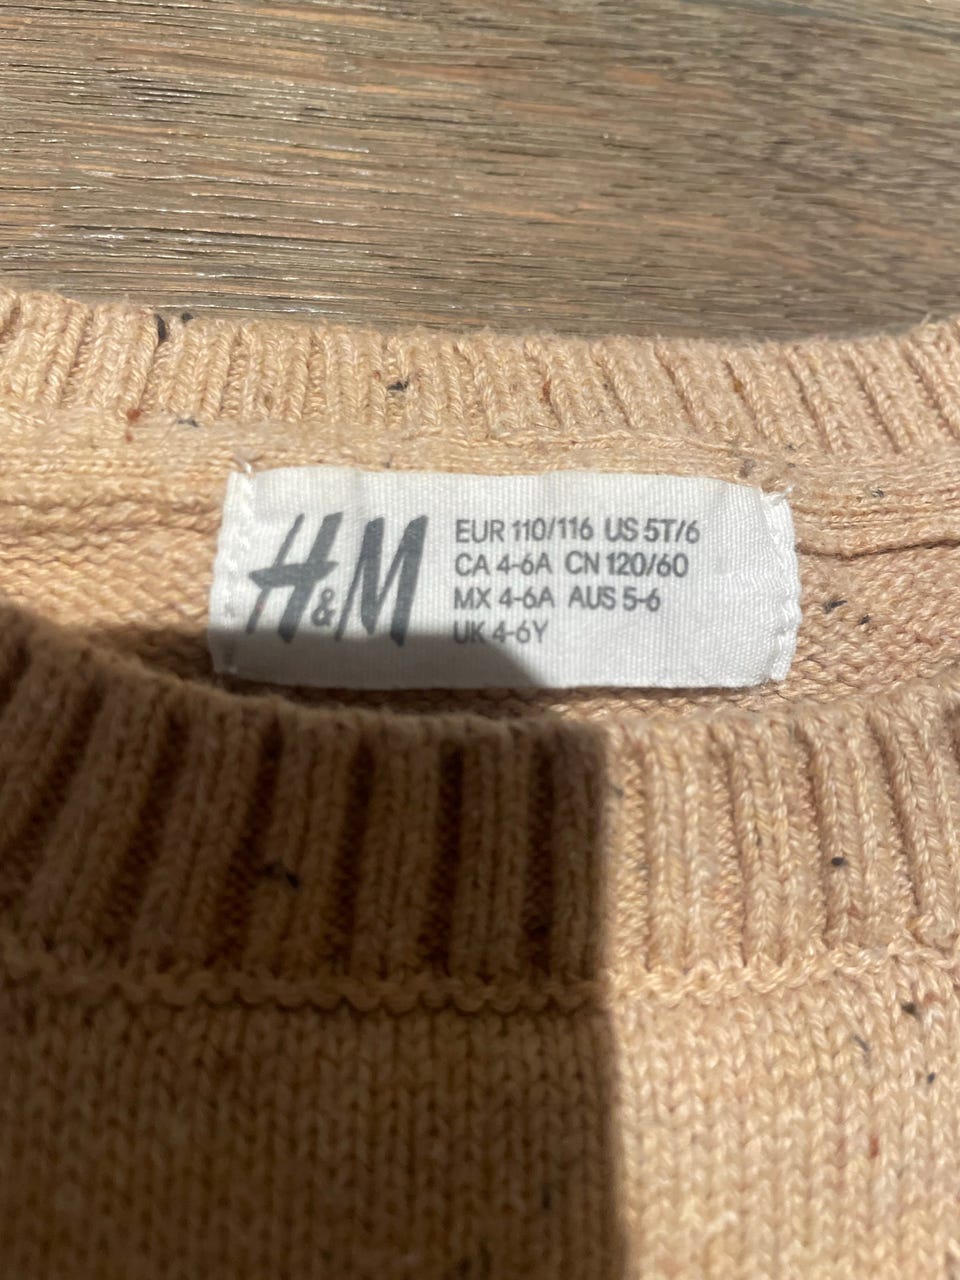 H&M
EUR 110/116 US 5T/6
CA 4-6A CN 120/60
MX 4-6A AUS 5-6
UK 4-6Y